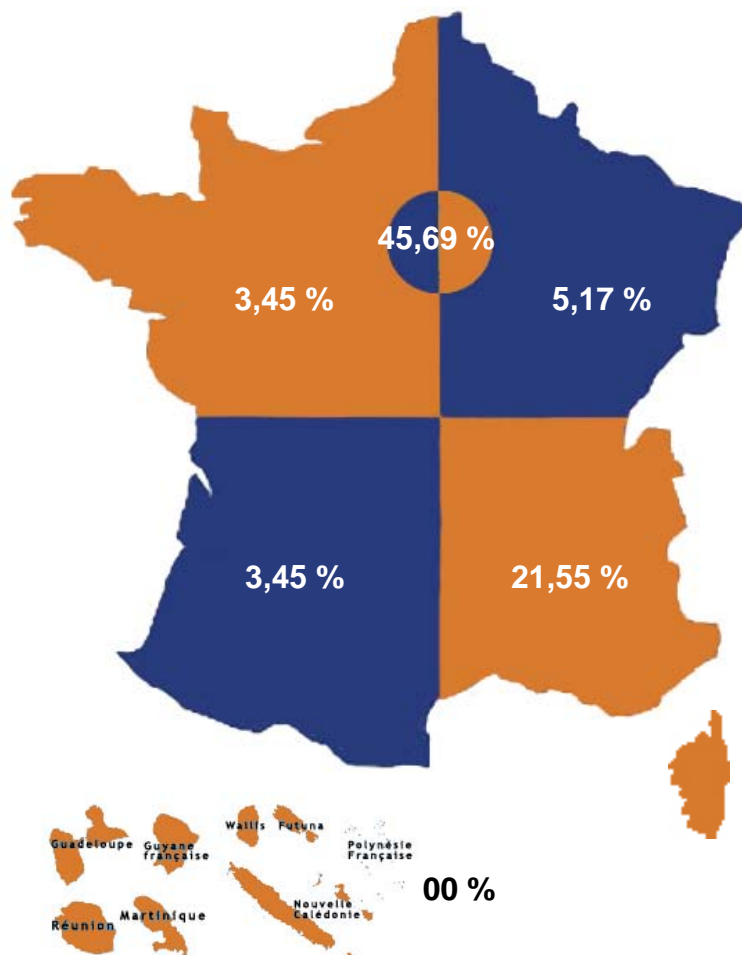 45,69 %
3,45 %
5,17 %
3,45 %
21,55 %
Guadeloupe
Guyane
française
Wallis
Futuna
Polynésie
Française
00 %
Réunion
Martinique
Nouvelle
Calédonie